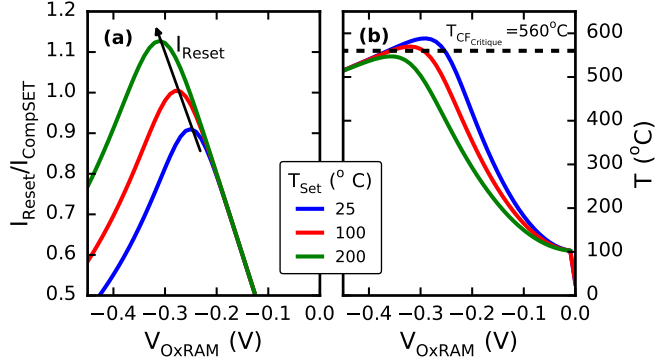 (a)
I_Reset
1.2
1.1
1.0
0.9
0.8
0.7
0.6
0.5
I_Reset/I_CompSET
−0.4 −0.3 −0.2 −0.1 0.0
V_OxRAM (V)
T_Set (° C)
25
100
200
(b)
T_CF_Critique =560°C
600
500
400
300
200
100
0
T (°C)
−0.4 −0.3 −0.2 −0.1 0.0
V_OxRAM (V)